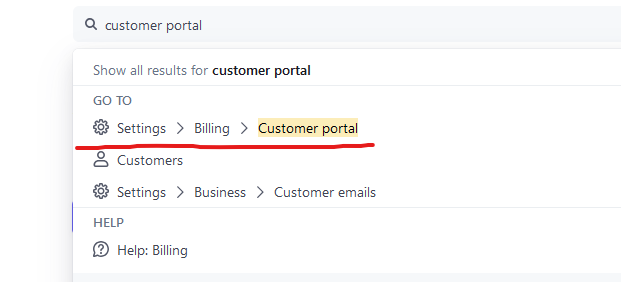 customer portal
Show all results for customer portal
GO TO
Settings > Billing > Customer portal
Customers
Settings > Business > Customer emails
HELP
Help: Billing